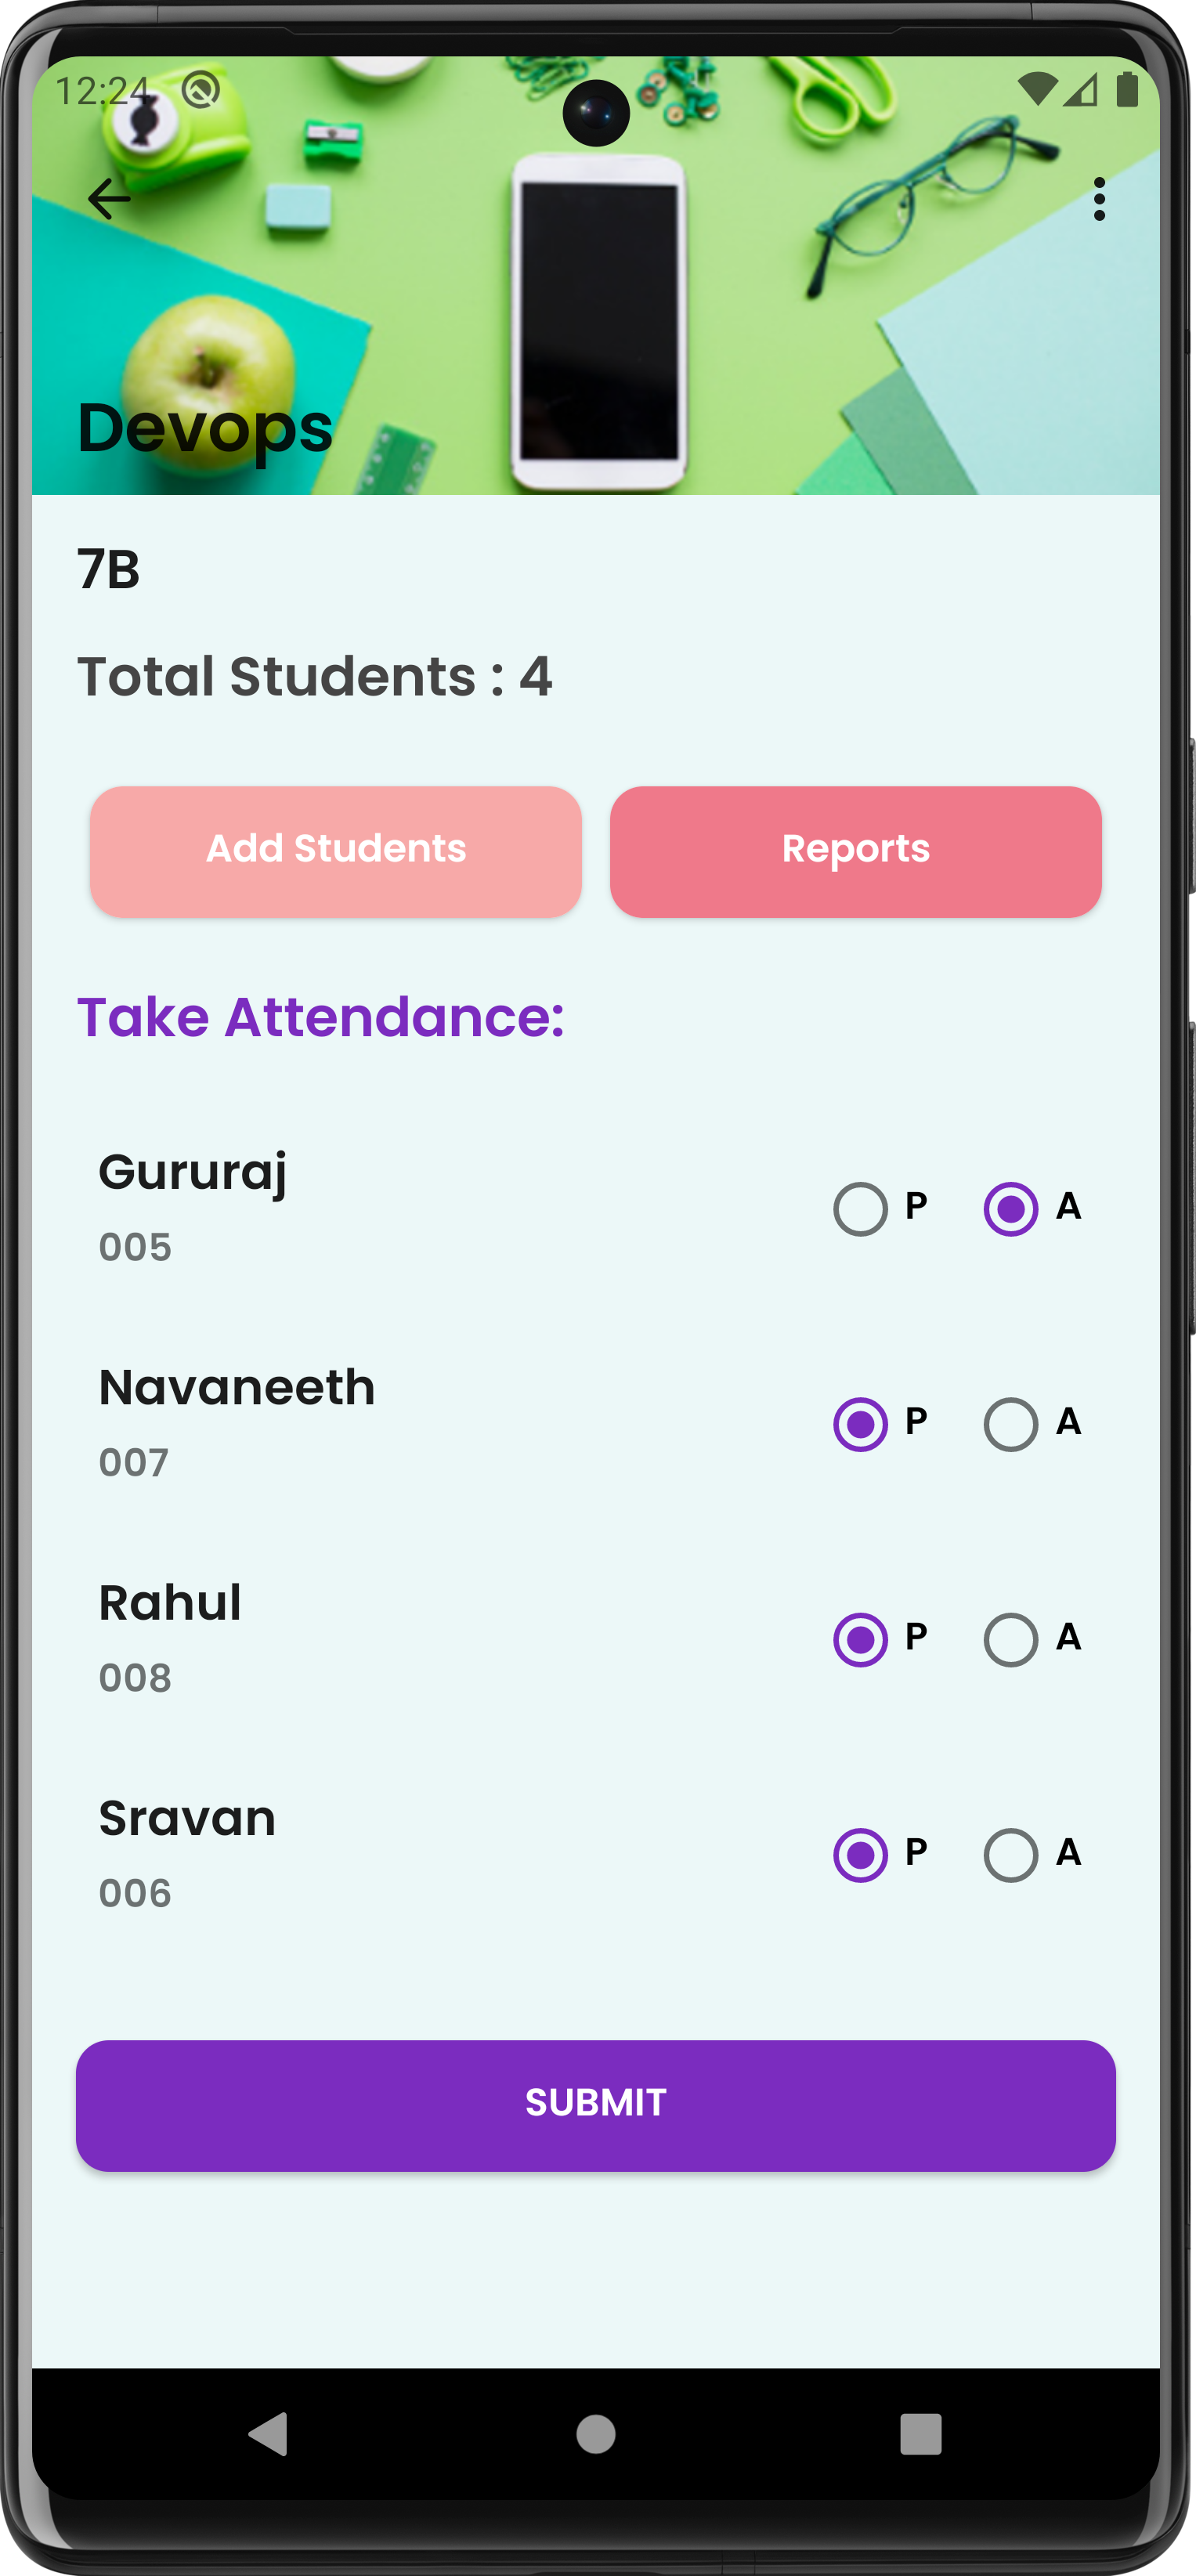 12:24
Devops
7B
Total Students : 4
Add Students
Reports
Take Attendance:
Gururaj
P A
005
Navaneeth
P A
007
Rahul
P A
008
Sravan
P A
006
SUBMIT